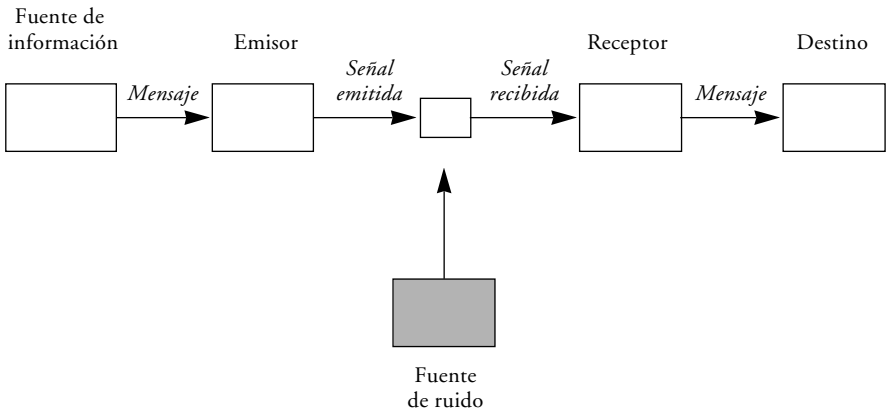 Fuente de
información
Emisor
Receptor
Destino
Mensaje
Señal
emitida
Señal
recibida
Mensaje
Fuente
de ruido